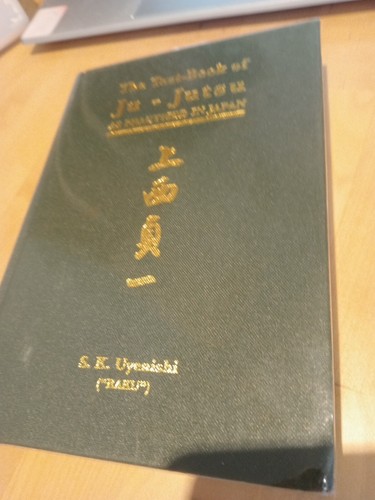 The Text-Book of
Ju-Jutsu
AS PRACTISED IN JAPAN
上
西
貞
一
S. K. Uyenishi
("RAKU")